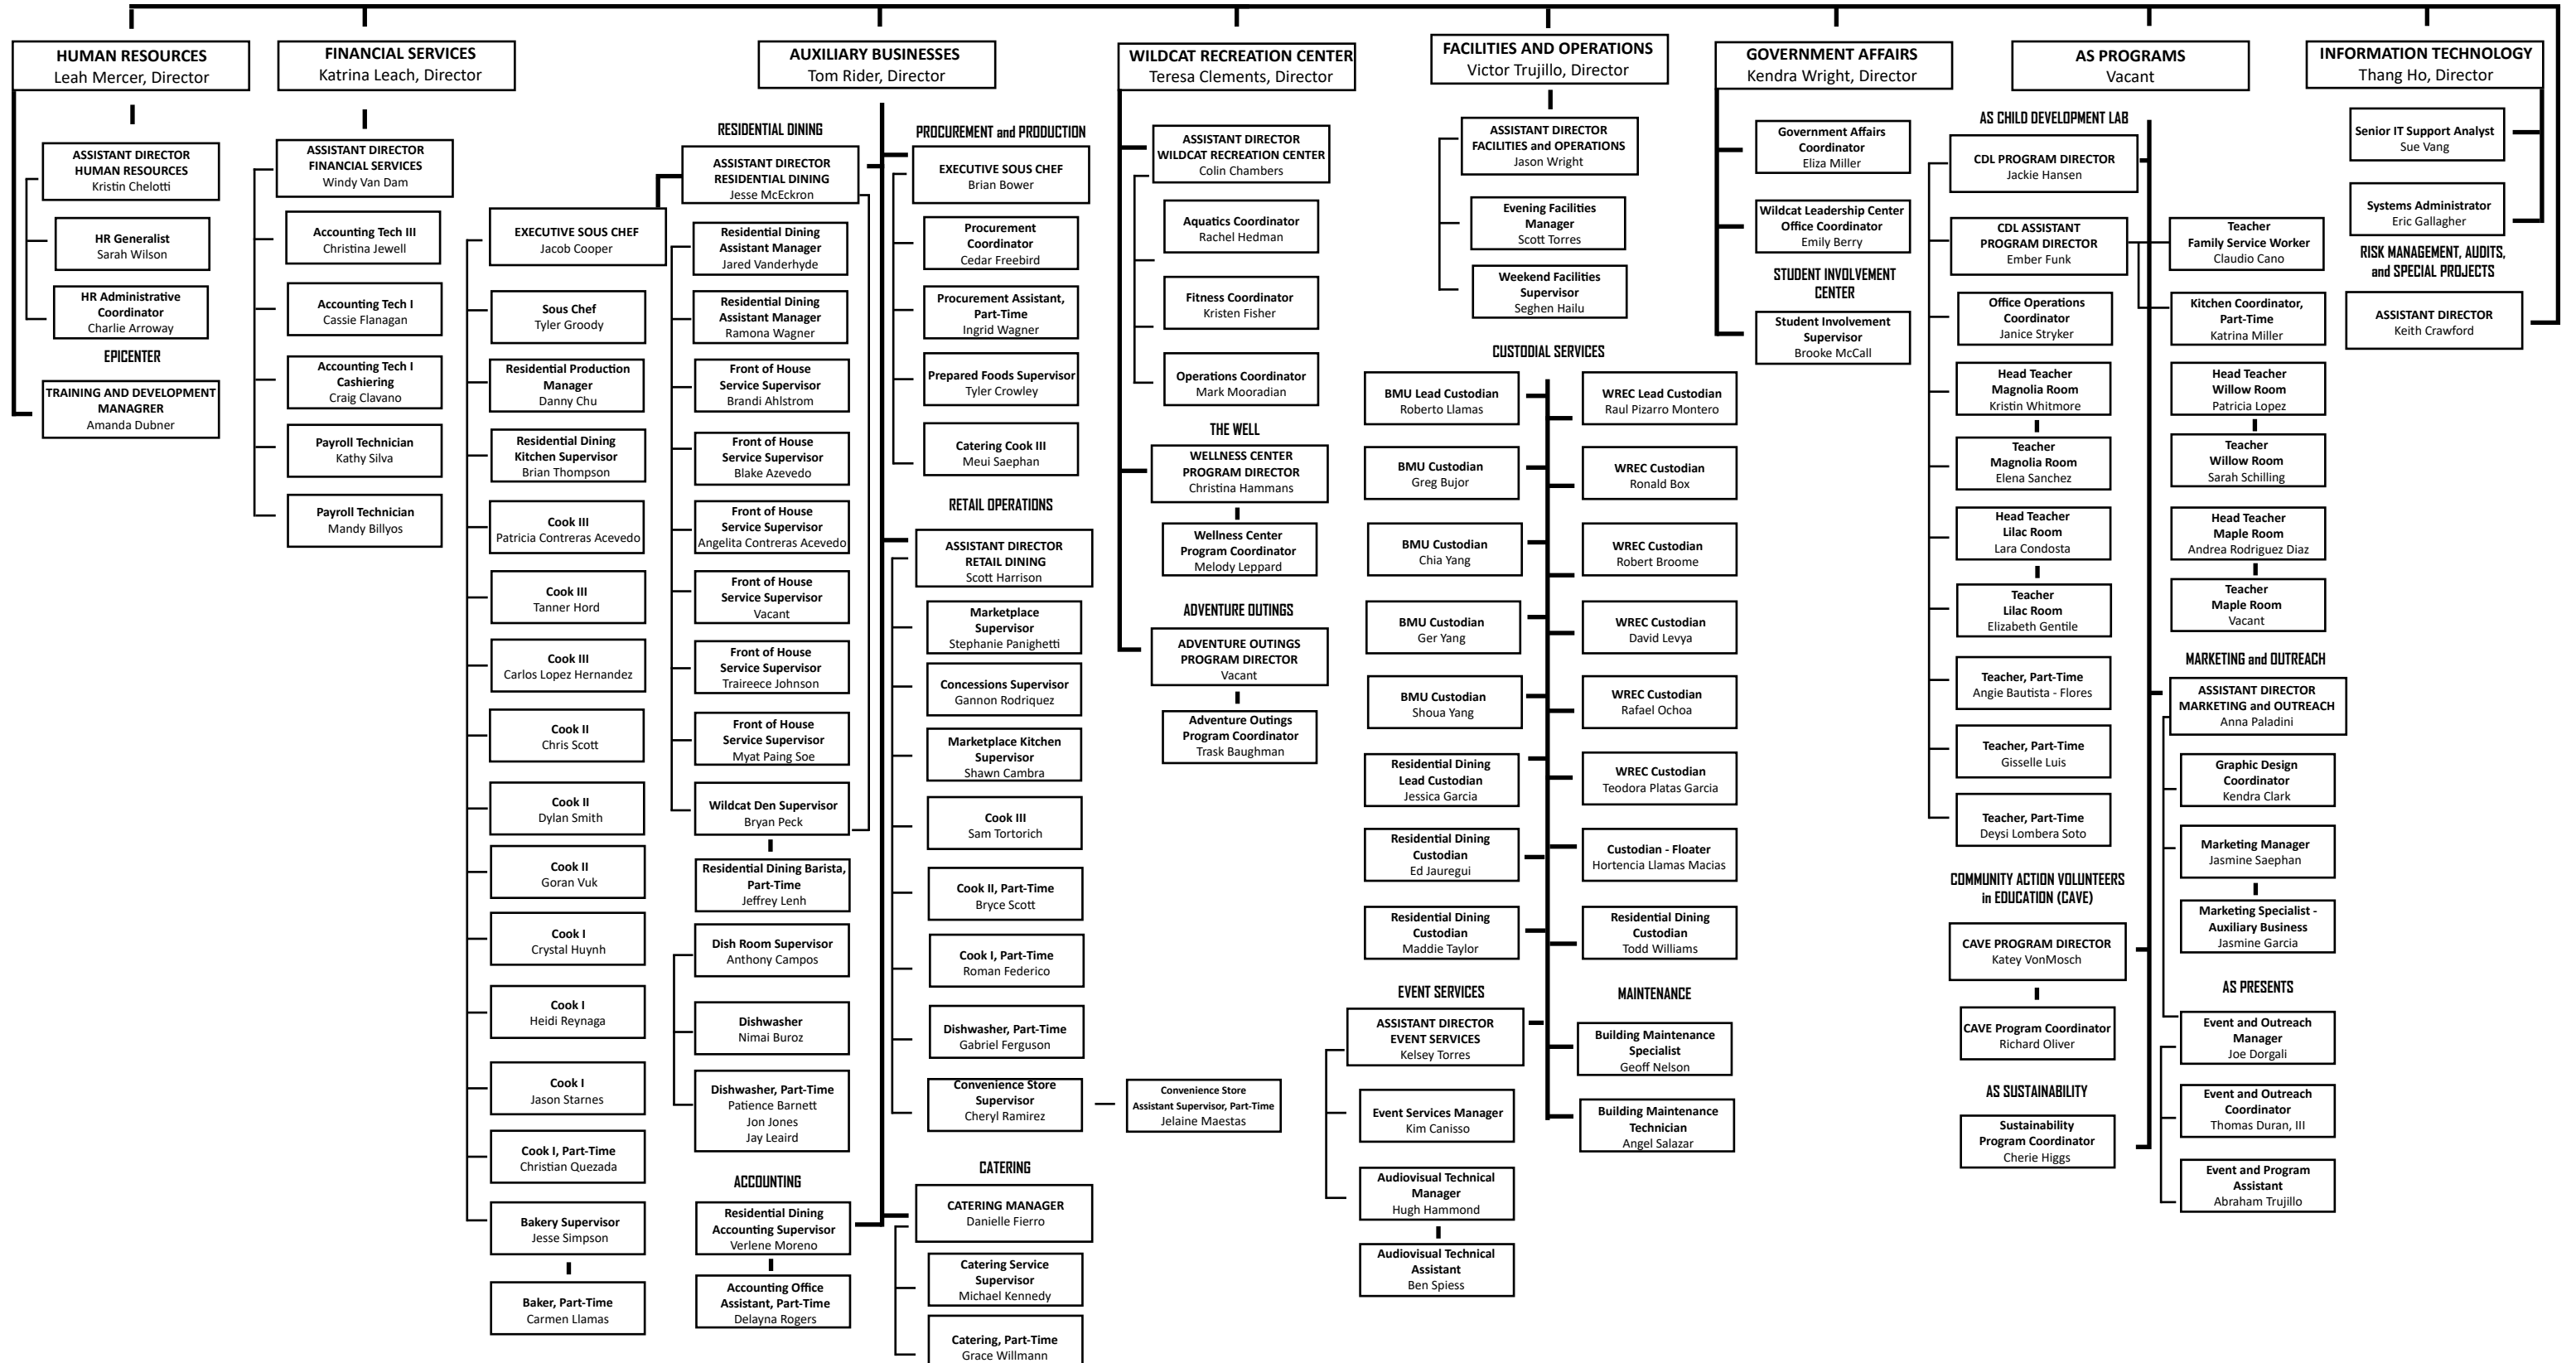 HUMAN RESOURCES
Leah Mercer, Director
ASSISTANT DIRECTOR
HUMAN RESOURCES
Kristin Chelotti
HR Generalist
Sarah Wilson
HR Administrative
Coordinator
Charlie Arroway
EPICENTER
TRAINING AND DEVELOPMENT
MANAGRER
Amanda Dubner
FINANCIAL SERVICES
Katrina Leach, Director
ASSISTANT DIRECTOR
FINANCIAL SERVICES
Windy Van Dam
Accounting Tech III
Christina Jewell
Accounting Tech I
Cassie Flanagan
Accounting Tech I
Cashiering
Craig Clavano
Payroll Technician
Kathy Silva
Payroll Technician
Mandy Billyos
AUXILIARY BUSINESSES
Tom Rider, Director
RESIDENTIAL DINING
ASSISTANT DIRECTOR
RESIDENTIAL DINING
Jesse McEckron
EXECUTIVE SOUS CHEF
Jacob Cooper
Sous Chef
Tyler Groody
Residential Production
Manager
Danny Chu
Residential Dining
Kitchen Supervisor
Brian Thompson
Cook III
Patricia Contreras Acevedo
Cook III
Tanner Hord
Cook III
Carlos Lopez Hernandez
Cook II
Chris Scott
Cook II
Dylan Smith
Cook II
Goran Vuk
Cook I
Crystal Huynh
Cook I
Heidi Reynaga
Cook I
Jason Starnes
Cook I, Part-Time
Christian Quezada
Bakery Supervisor
Jesse Simpson
Baker, Part-Time
Carmen Llamas
Residential Dining
Assistant Manager
Jared Vanderhyde
Residential Dining
Assistant Manager
Ramona Wagner
Front of House
Service Supervisor
Brandi Ahlstrom
Front of House
Service Supervisor
Blake Azevedo
Front of House
Service Supervisor
Angelita Contreras Acevedo
Front of House
Service Supervisor
Vacant
Front of House
Service Supervisor
Traireece Johnson
Front of House
Service Supervisor
Myat Paing Soe
Wildcat Den Supervisor
Bryan Peck
Residential Dining Barista,
Part-Time
Jeffrey Lenh
Dish Room Supervisor
Anthony Campos
Dishwasher
Nimai Buroz
Dishwasher, Part-Time
Patience Barnett
Jon Jones
Jay Leaird
ACCOUNTING
Residential Dining
Accounting Supervisor
Verlene Moreno
Accounting Office
Assistant, Part-Time
Delayna Rogers
PROCUREMENT and PRODUCTION
EXECUTIVE SOUS CHEF
Brian Bower
Procurement
Coordinator
Cedar Freebird
Procurement Assistant,
Part-Time
Ingrid Wagner
Prepared Foods Supervisor
Tyler Crowley
Catering Cook III
Meui Saephan
RETAIL OPERATIONS
ASSISTANT DIRECTOR
RETAIL DINING
Scott Harrison
Marketplace
Supervisor
Stephanie Panighetti
Concessions Supervisor
Gannon Rodriquez
Marketplace Kitchen
Supervisor
Shawn Cambra
Cook III
Sam Tortorich
Cook II, Part-Time
Bryce Scott
Cook I, Part-Time
Roman Federico
Dishwasher, Part-Time
Gabriel Ferguson
Convenience Store
Supervisor
Cheryl Ramirez
Convenience Store
Assistant Supervisor, Part-Time
Jelaine Maestas
CATERING
CATERING MANAGER
Danielle Fierro
Catering Service
Supervisor
Michael Kennedy
Catering, Part-Time
Grace Willmann
WILDCAT RECREATION CENTER
Teresa Clements, Director
ASSISTANT DIRECTOR
WILDCAT RECREATION CENTER
Colin Chambers
Aquatics Coordinator
Rachel Hedman
Fitness Coordinator
Kristen Fisher
Operations Coordinator
Mark Mooradian
THE WELL
WELLNESS CENTER
PROGRAM DIRECTOR
Christina Hammans
Wellness Center
Program Coordinator
Melody Leppard
ADVENTURE OUTINGS
ADVENTURE OUTINGS
PROGRAM DIRECTOR
Vacant
Adventure Outings
Program Coordinator
Trask Baughman
FACILITIES AND OPERATIONS
Victor Trujillo, Director
ASSISTANT DIRECTOR
FACILITIES and OPERATIONS
Jason Wright
Evening Facilities
Manager
Scott Torres
Weekend Facilities
Supervisor
Seghen Hailu
CUSTODIAL SERVICES
BMU Lead Custodian
Roberto Llamas
BMU Custodian
Greg Bujor
BMU Custodian
Chia Yang
BMU Custodian
Ger Yang
BMU Custodian
Shoua Yang
Residential Dining
Lead Custodian
Jessica Garcia
Residential Dining
Custodian
Ed Jauregui
Residential Dining
Custodian
Maddie Taylor
WREC Lead Custodian
Raul Pizarro Montero
WREC Custodian
Ronald Box
WREC Custodian
Robert Broome
WREC Custodian
David Levya
WREC Custodian
Rafael Ochoa
WREC Custodian
Teodora Platas Garcia
Custodian - Floater
Hortencia Llamas Macias
Residential Dining
Custodian
Todd Williams
EVENT SERVICES
ASSISTANT DIRECTOR
EVENT SERVICES
Kelsey Torres
Event Services Manager
Kim Canisso
Audiovisual Technical
Manager
Hugh Hammond
Audiovisual Technical
Assistant
Ben Spiess
MAINTENANCE
Building Maintenance
Specialist
Geoff Nelson
Building Maintenance
Technician
Angel Salazar
GOVERNMENT AFFAIRS
Kendra Wright, Director
Government Affairs
Coordinator
Eliza Miller
Wildcat Leadership Center
Office Coordinator
Emily Berry
STUDENT INVOLVEMENT
CENTER
Student Involvement
Supervisor
Brooke McCall
AS PROGRAMS
Vacant
AS CHILD DEVELOPMENT LAB
CDL PROGRAM DIRECTOR
Jackie Hansen
CDL ASSISTANT
PROGRAM DIRECTOR
Ember Funk
Office Operations
Coordinator
Janice Stryker
Head Teacher
Magnolia Room
Kristin Whitmore
Teacher
Magnolia Room
Elena Sanchez
Head Teacher
Lilac Room
Lara Condosta
Teacher
Lilac Room
Elizabeth Gentile
Teacher, Part-Time
Angie Bautista - Flores
Teacher, Part-Time
Gisselle Luis
Teacher, Part-Time
Deysi Lombera Soto
COMMUNITY ACTION VOLUNTEERS
in EDUCATION (CAVE)
CAVE PROGRAM DIRECTOR
Katey VonMosch
CAVE Program Coordinator
Richard Oliver
AS SUSTAINABILITY
Sustainability
Program Coordinator
Cherie Higgs
Teacher
Family Service Worker
Claudio Cano
Kitchen Coordinator,
Part-Time
Katrina Miller
Head Teacher
Willow Room
Patricia Lopez
Teacher
Willow Room
Sarah Schilling
Head Teacher
Maple Room
Andrea Rodriguez Diaz
Teacher
Maple Room
Vacant
MARKETING and OUTREACH
ASSISTANT DIRECTOR
MARKETING and OUTREACH
Anna Paladini
Graphic Design
Coordinator
Kendra Clark
Marketing Manager
Jasmine Saephan
Marketing Specialist -
Auxiliary Business
Jasmine Garcia
AS PRESENTS
Event and Outreach
Manager
Joe Dorgali
Event and Outreach
Coordinator
Thomas Duran, III
Event and Program
Assistant
Abraham Trujillo
INFORMATION TECHNOLOGY
Thang Ho, Director
Senior IT Support Analyst
Sue Vang
Systems Administrator
Eric Gallagher
RISK MANAGEMENT, AUDITS,
and SPECIAL PROJECTS
ASSISTANT DIRECTOR
Keith Crawford